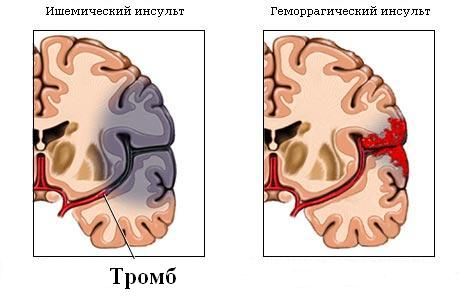 Ишемический инсульт
Геморрагический инсульт
Тромб